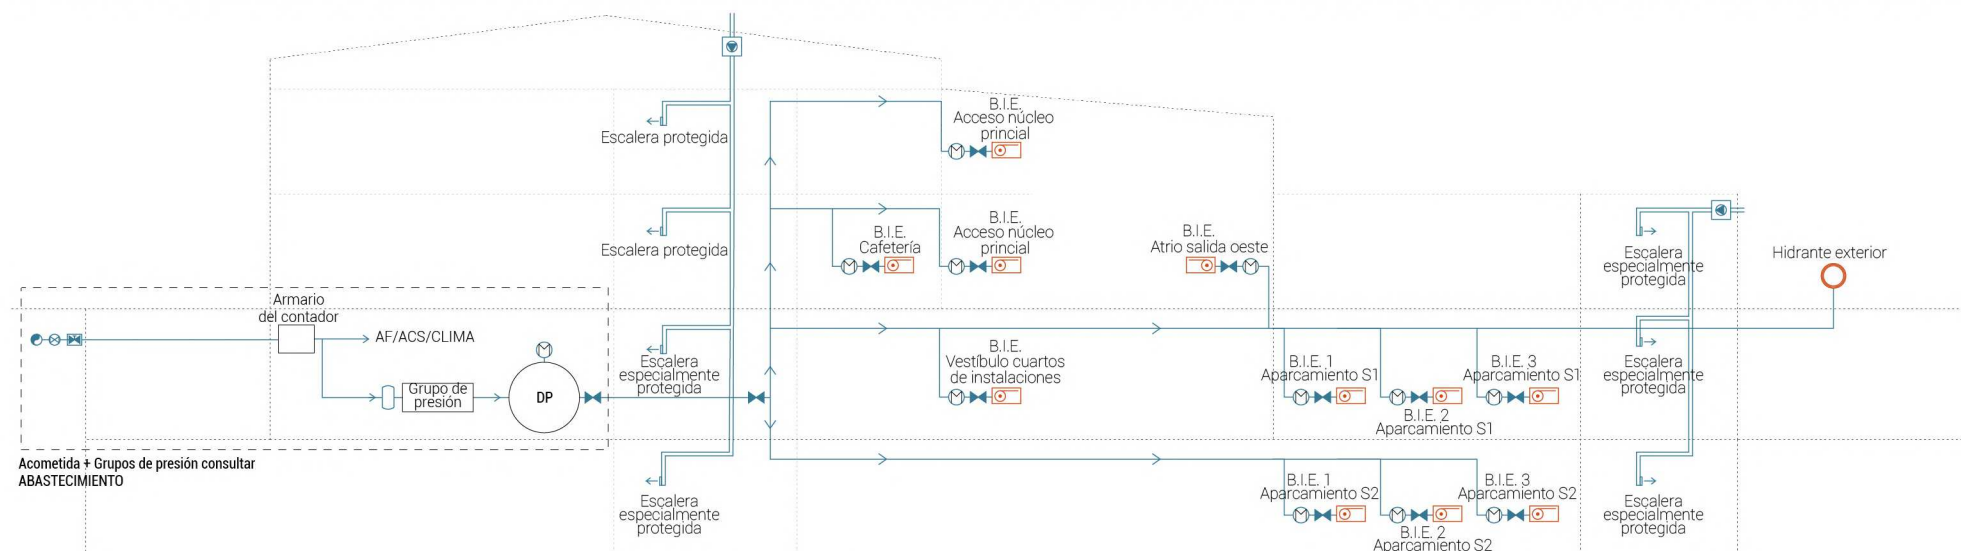 B.I.E.
Acceso núcleo
princial
Escalera protegida
B.I.E.
Acceso núcleo
princial
B.I.E.
Cafetería
B.I.E.
Atrio salida oeste
Escalera protegida
Escalera
especialmente
protegida
Hidrante exterior
Armario
del contador
AF/ACS/CLIMA
Grupo de
presión
M
DP
Escalera
especialmente
protegida
B.I.E.
Vestíbulo cuartos
de instalaciones
B.I.E. 1
Aparcamiento S1
B.I.E. 2
Aparcamiento S1
B.I.E. 3
Aparcamiento S1
Escalera
especialmente
protegida
Acometida + Grupos de presión consultar
ABASTECIMIENTO
Escalera
especialmente
protegida
B.I.E. 1
Aparcamiento S2
B.I.E. 2
Aparcamiento S2
B.I.E. 3
Aparcamiento S2
Escalera
especialmente
protegida